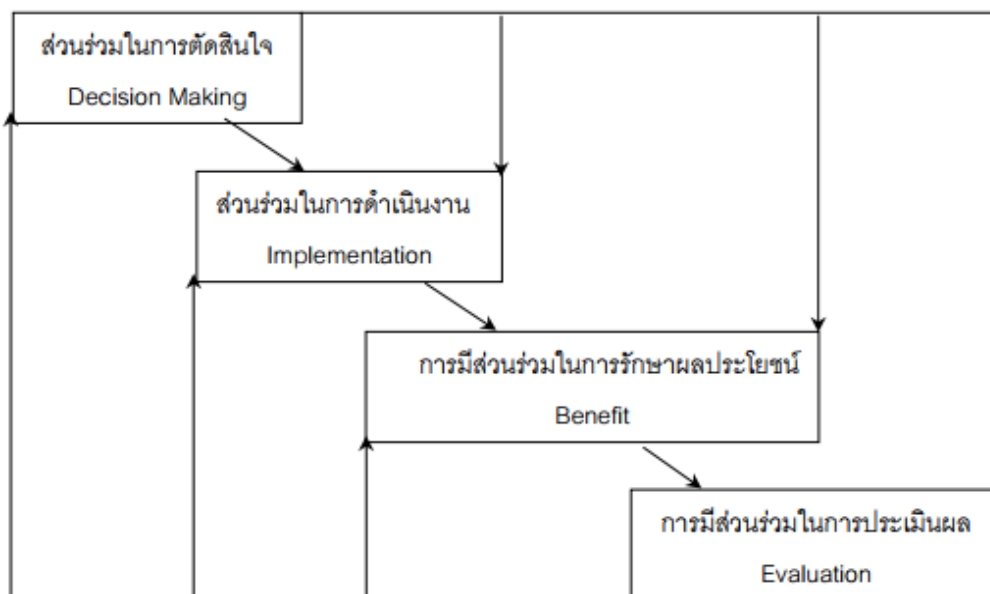 ส่วนร่วมในการตัดสินใจ
Decision Making
ส่วนร่วมในการดำเนินงาน
Implementation
การมีส่วนร่วมในการรักษาผลประโยชน์
Benefit
การมีส่วนร่วมในการประเมินผล
Evaluation